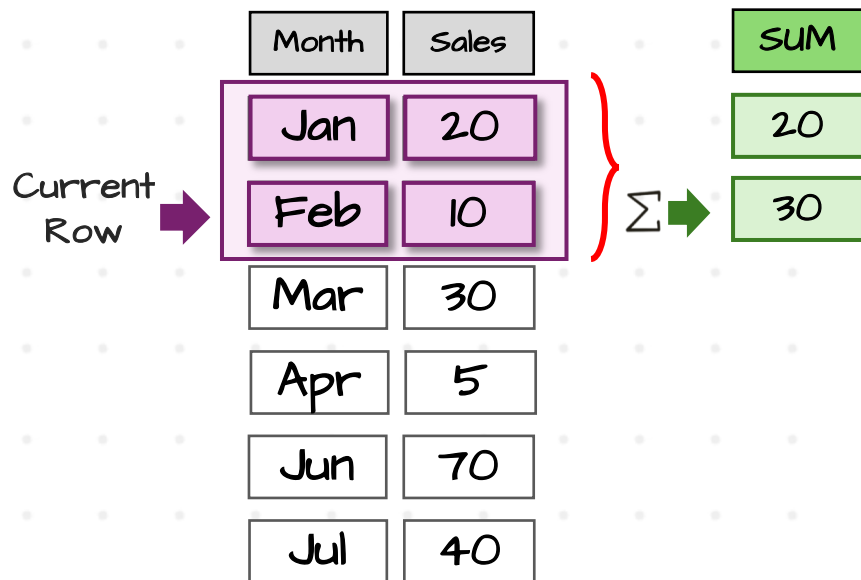 Month Sales SUM
Jan 20 20
Current
Row
Feb 10 Σ 30
Mar 30
Apr 5
Jun 70
Jul 40